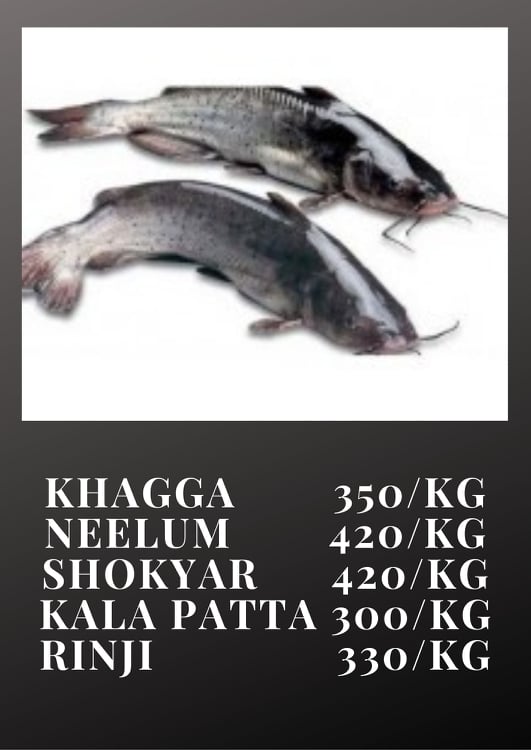 KHAGGA 350/KG
NEELUM 420/KG
SHOKYAR 420/KG
KALA PATTA 300/KG
RINJI 330/KG